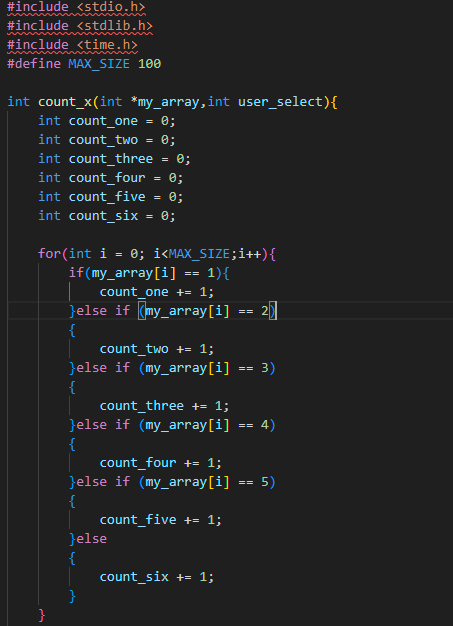 #include <stdio.h>
#include <stdlib.h>
#include <time.h>
#define MAX_SIZE 100
int count_x(int *my_array,int user_select){
int count_one = 0;
int count_two = 0;
int count_three = 0;
int count_four = 0;
int count_five = 0;
int count_six = 0;
for(int i = 0; i<MAX_SIZE;i++){
if(my_array[i] == 1){
count_one += 1;
}else if (my_array[i] == 2)
{
count_two += 1;
}else if (my_array[i] == 3)
{
count_three += 1;
}else if (my_array[i] == 4)
{
count_four += 1;
}else if (my_array[i] == 5)
{
count_five += 1;
}else
{
count_six += 1;
}
}